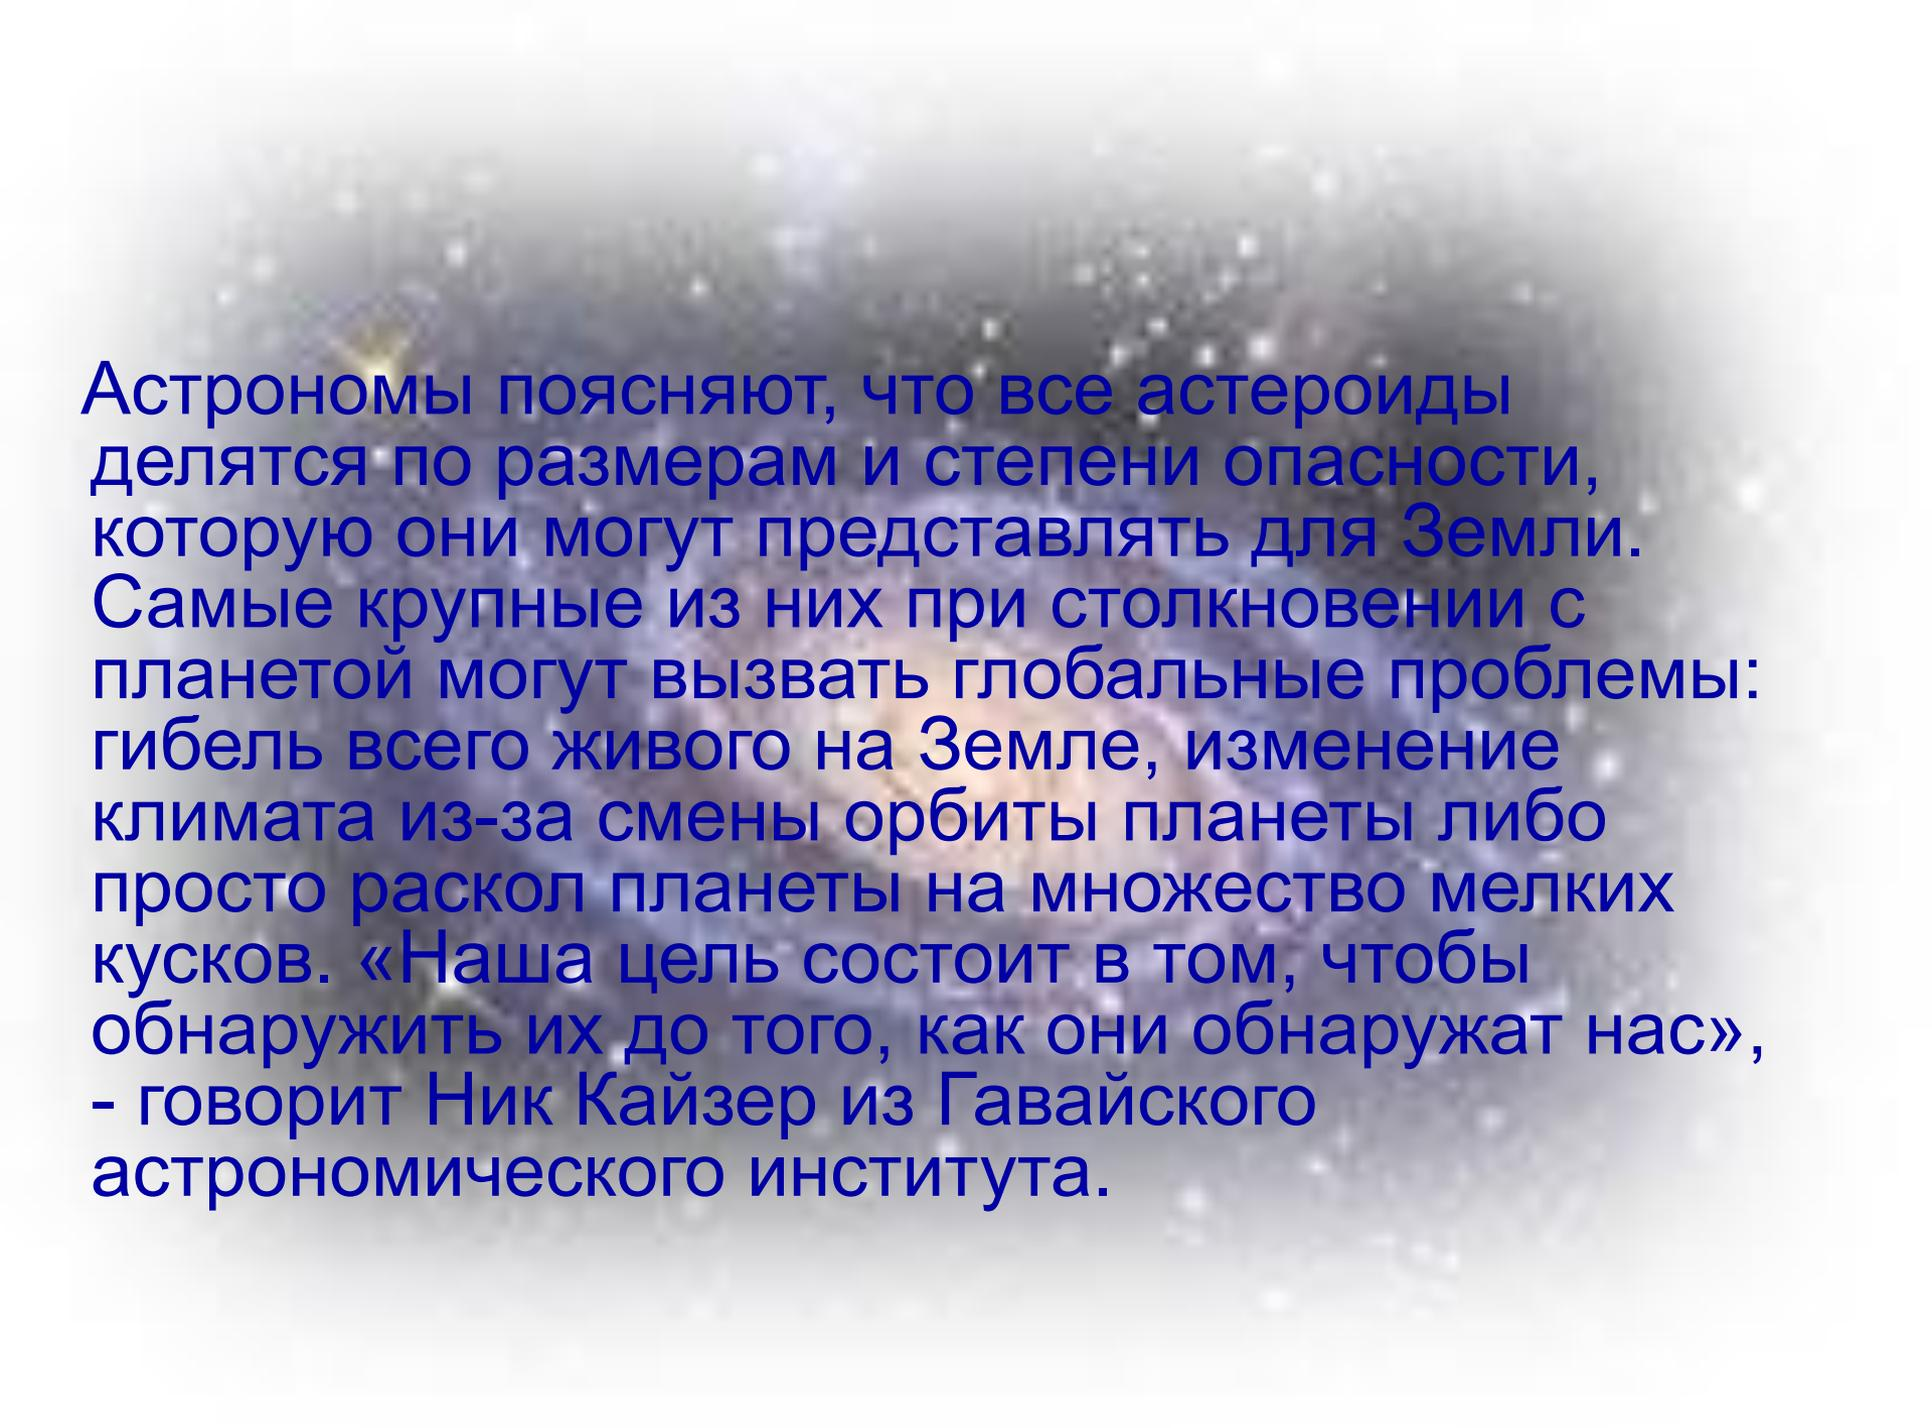 Астрономы поясняют, что все астероиды
делятся по размерам и степени опасности,
которую они могут представлять для Земли.
Самые крупные из них при столкновении с
планетой могут вызвать глобальные проблемы:
гибель всего живого на Земле, изменение
климата из-за смены орбиты планеты либо
просто раскол планеты на множество мелких
кусков. «Наша цель состоит в том, чтобы
обнаружить их до того, как они обнаружат нас»,
- говорит Ник Кайзер из Гавайского
астрономического института.